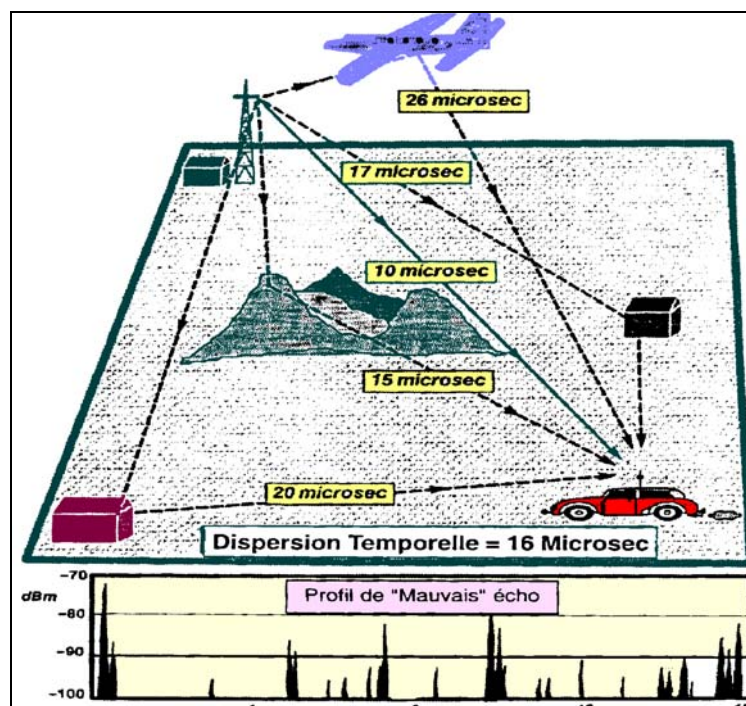 26 microsec
17 microsec
10 microsec
15 microsec
20 microsec
Dispersion Temporelle = 16 Microsec
-70
dBm
Profil de "Mauvais" écho
-80
-90
-100